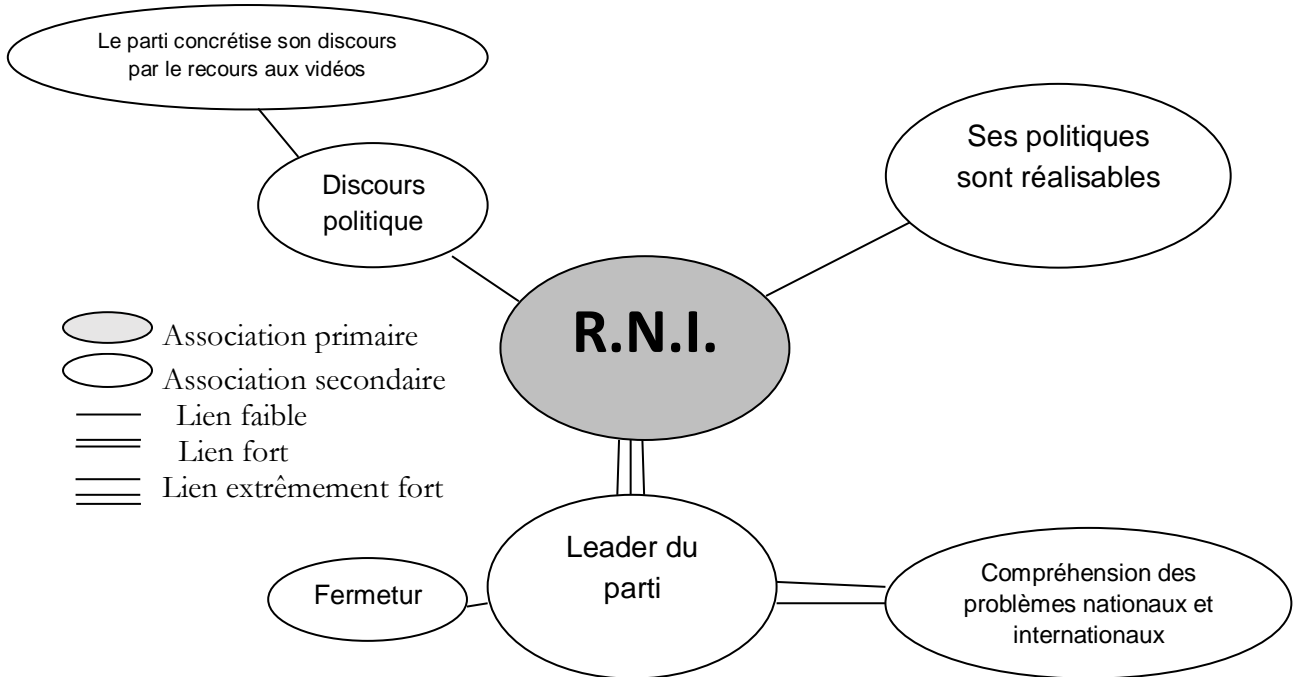 Le parti concrétise son discours
par le recours aux vidéos
Ses politiques
sont réalisables
Discours
politique
R.N.I.
Association primaire
Association secondaire
Lien faible
Lien fort
Lien extrêmement fort
Leader du
parti
Fermetur
Compréhension des
problèmes nationaux et
internationaux